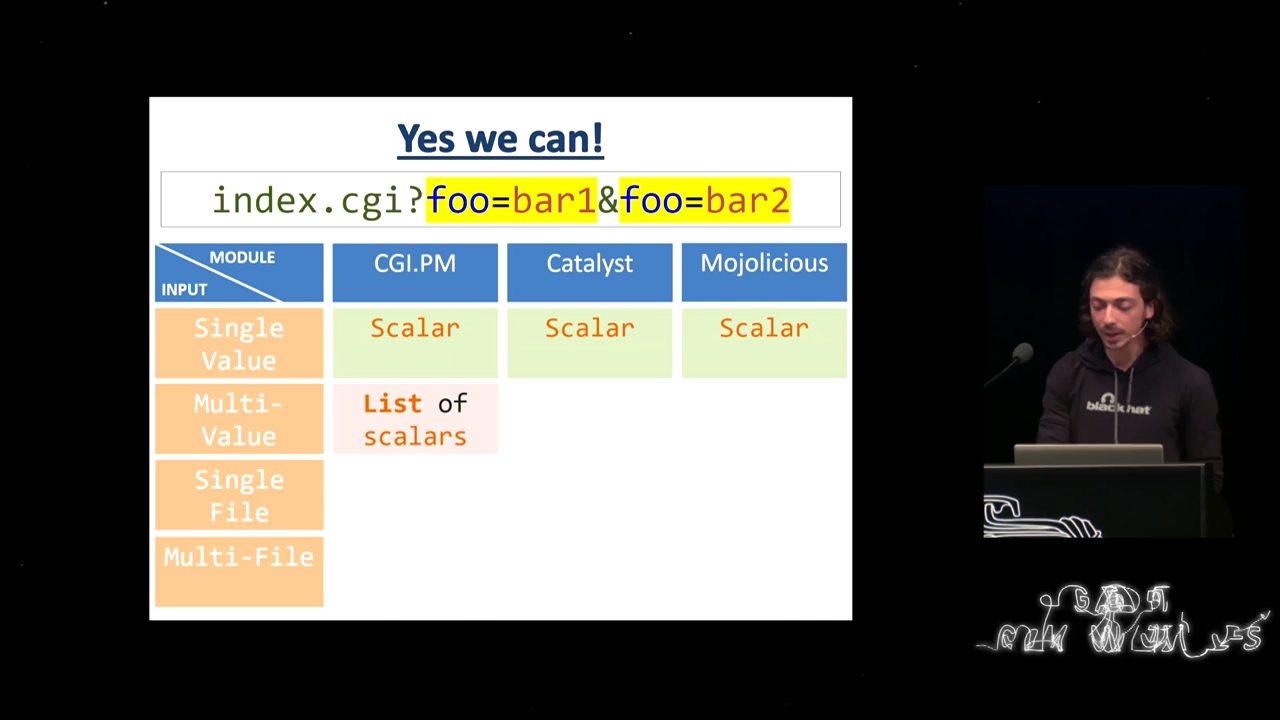 Yes we can!
index.cgi?foo=bar1&foo=bar2
MODULE
INPUT
CGI.PM
Catalyst
Mojolicious
Single
Value
Scalar
Scalar
Scalar
Multi-
Value
List of
scalars
Single
File
Multi-File
black hat